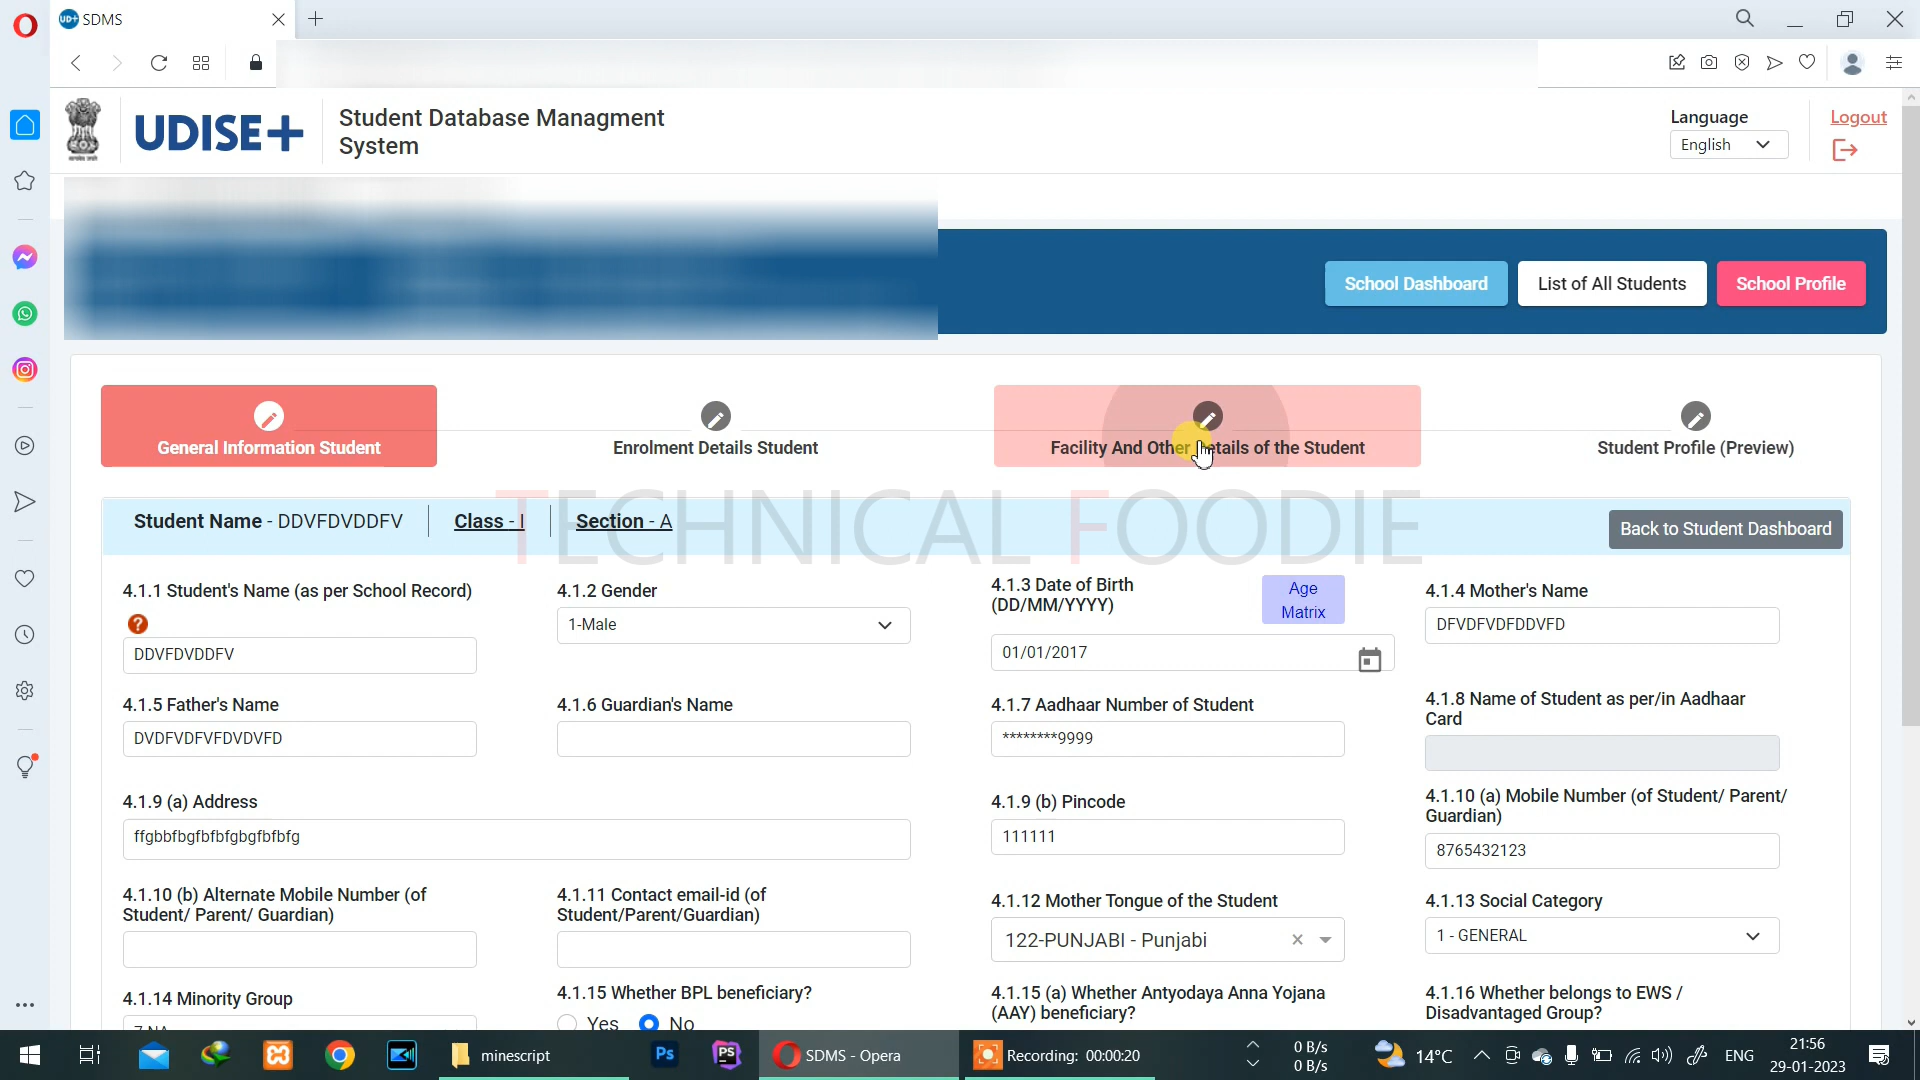 UD+ SDMS
UDISE+
Student Database Managment
System
Language
English
Logout
School Dashboard
List of All Students
School Profile
General Information Student
Enrolment Details Student
Facility And Other Details of the Student
Student Profile (Preview)
TECHNICAL FOODIE
Student Name - DDVFDVDDFV
Class - I
Section - A
Back to Student Dashboard
4.1.1 Student's Name (as per School Record)
?
DDVFDVDDFV
4.1.2 Gender
1-Male
4.1.3 Date of Birth
(DD/MM/YYYY)
Age
Matrix
01/01/2017
4.1.4 Mother's Name
DFVDFVDFDDVFD
4.1.5 Father's Name
DVDFVDFVFDVDVFD
4.1.6 Guardian's Name
4.1.7 Aadhaar Number of Student
********9999
4.1.8 Name of Student as per/in Aadhaar
Card
4.1.9 (a) Address
ffgbbfbgfbfbfgbgfbfbfg
4.1.9 (b) Pincode
111111
4.1.10 (a) Mobile Number (of Student/ Parent/
Guardian)
8765432123
4.1.10 (b) Alternate Mobile Number (of
Student/ Parent/ Guardian)
4.1.11 Contact email-id (of
Student/Parent/Guardian)
4.1.12 Mother Tongue of the Student
122-PUNJABI - Punjabi
4.1.13 Social Category
1 - GENERAL
4.1.14 Minority Group
4.1.15 Whether BPL beneficiary?
Yes
No
4.1.15 (a) Whether Antyodaya Anna Yojana
(AAY) beneficiary?
4.1.16 Whether belongs to EWS /
Disadvantaged Group?
minescript
Ps
PS
SDMS - Opera
Recording: 00:00:20
0 B/s
0 B/s
14°C
ENG
21:56
29-01-2023